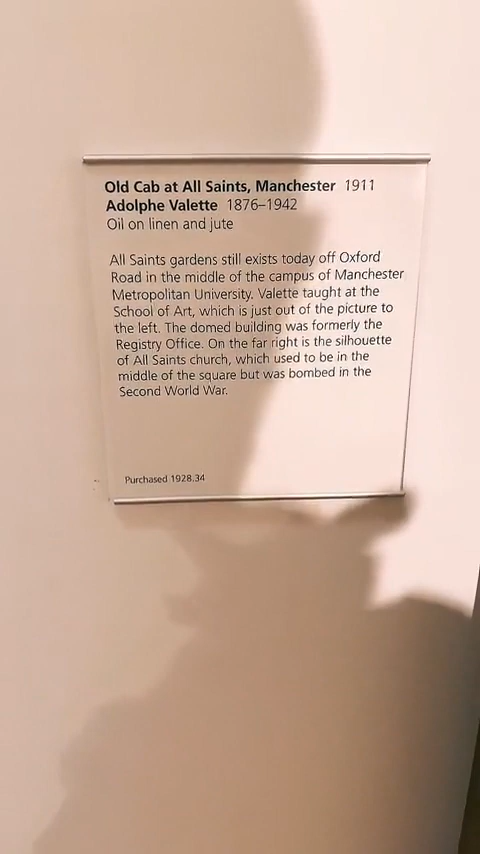 Old Cab at All Saints, Manchester 1911
Adolphe Valette 1876–1942
Oil on linen and jute
All Saints gardens still exists today off Oxford
Road in the middle of the campus of Manchester
Metropolitan University. Valette taught at the
School of Art, which is just out of the picture to
the left. The domed building was formerly the
Registry Office. On the far right is the silhouette
of All Saints church, which used to be in the
middle of the square but was bombed in the
Second World War.
Purchased 1928.34